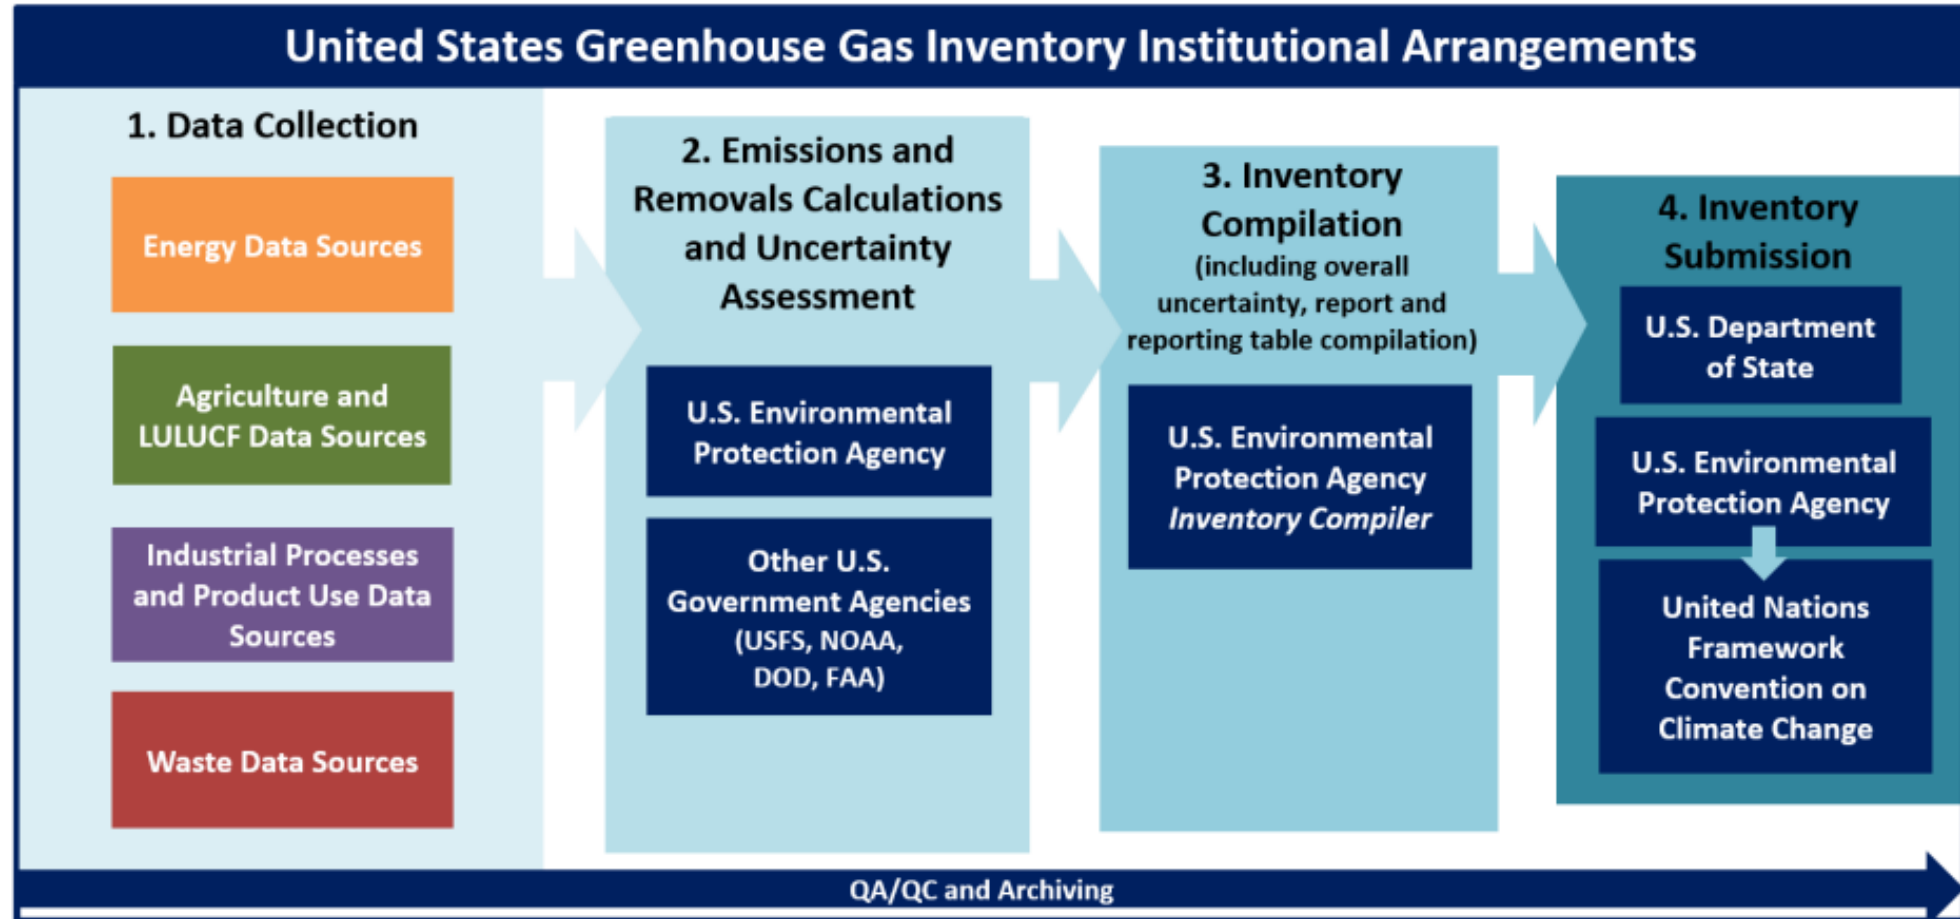 United States Greenhouse Gas Inventory Institutional Arrangements
1. Data Collection
Energy Data Sources
Agriculture and
LULUCF Data Sources
Industrial Processes
and Product Use Data
Sources
Waste Data Sources
2. Emissions and
Removals Calculations
and Uncertainty
Assessment
U.S. Environmental
Protection Agency
Other U.S.
Government Agencies
(USFS, NOAA,
DOD, FAA)
3. Inventory
Compilation
(including overall
uncertainty, report and
reporting table compilation)
U.S. Environmental
Protection Agency
Inventory Compiler
4. Inventory
Submission
U.S. Department
of State
U.S. Environmental
Protection Agency
United Nations
Framework
Convention on
Climate Change
QA/QC and Archiving